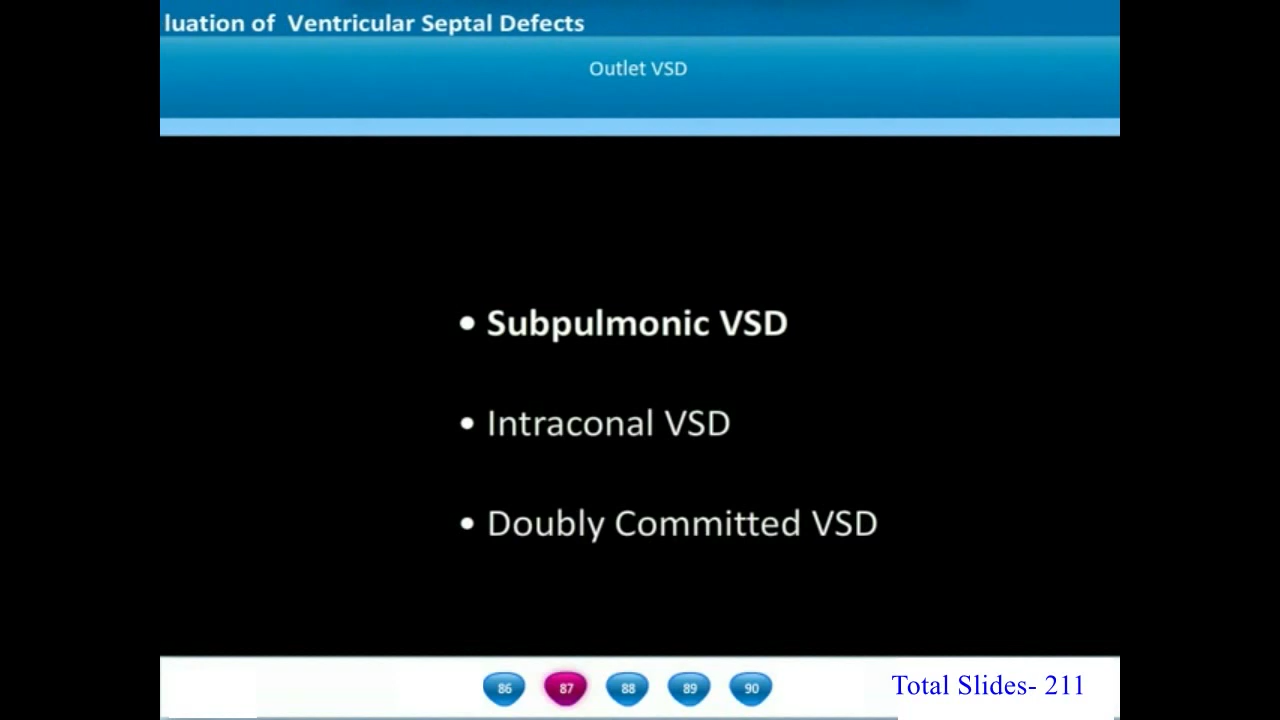 luation of Ventricular Septal Defects
Outlet VSD
• Subpulmonic VSD
• Intraconal VSD
• Doubly Committed VSD
86 87 88 89 90
Total Slides- 211